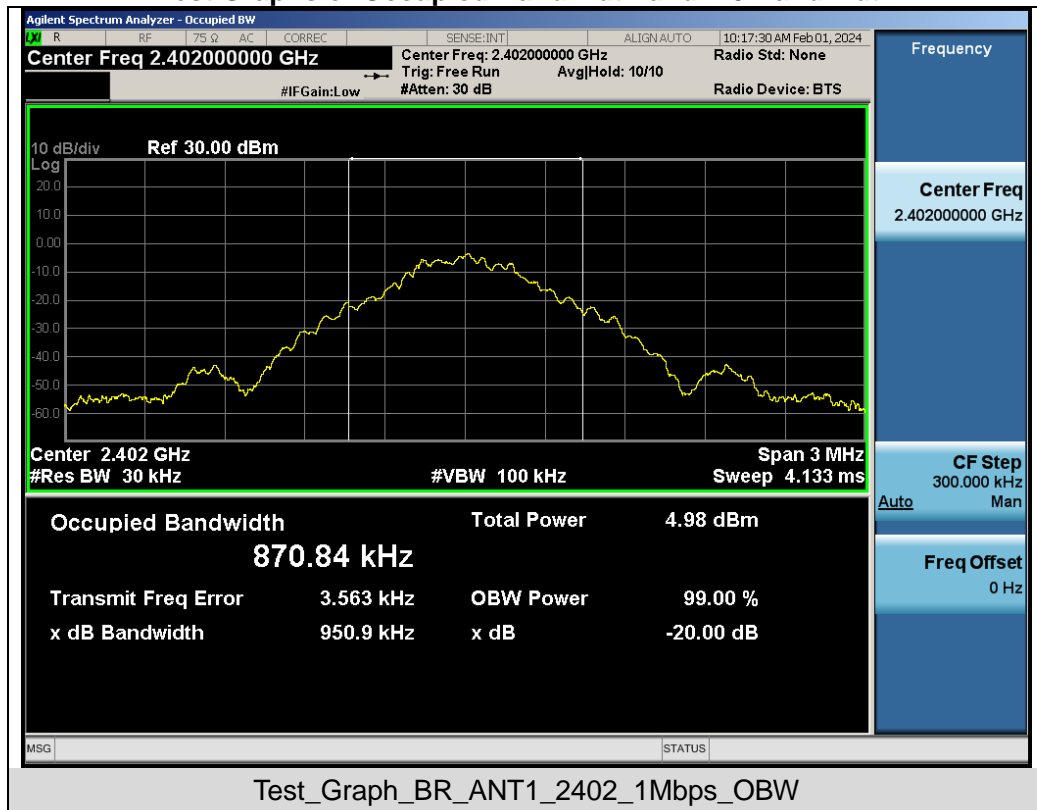 Agilent Spectrum Analyzer - Occupied BW
LXI R RF 75 Ω AC CORREC SENSE:INT ALIGN AUTO 10:17:30 AM Feb 01, 2024
Center Freq 2.402000000 GHz
Center Freq: 2.402000000 GHz Radio Std: None
Trig: Free Run Avg|Hold: 10/10
#IFGain:Low #Atten: 30 dB Radio Device: BTS
10 dB/div Ref 30.00 dBm
Log
20.0
10.0
0.00
-10.0
-20.0
-30.0
-40.0
-50.0
-60.0
Center 2.402 GHz Span 3 MHz
#Res BW 30 kHz #VBW 100 kHz Sweep 4.133 ms
Occupied Bandwidth Total Power 4.98 dBm
870.84 kHz
Transmit Freq Error 3.563 kHz OBW Power 99.00 %
x dB Bandwidth 950.9 kHz x dB -20.00 dB
Frequency
Center Freq
2.402000000 GHz
CF Step
300.000 kHz
Auto Man
Freq Offset
0 Hz
MSG STATUS
Test_Graph_BR_ANT1_2402_1Mbps_OBW